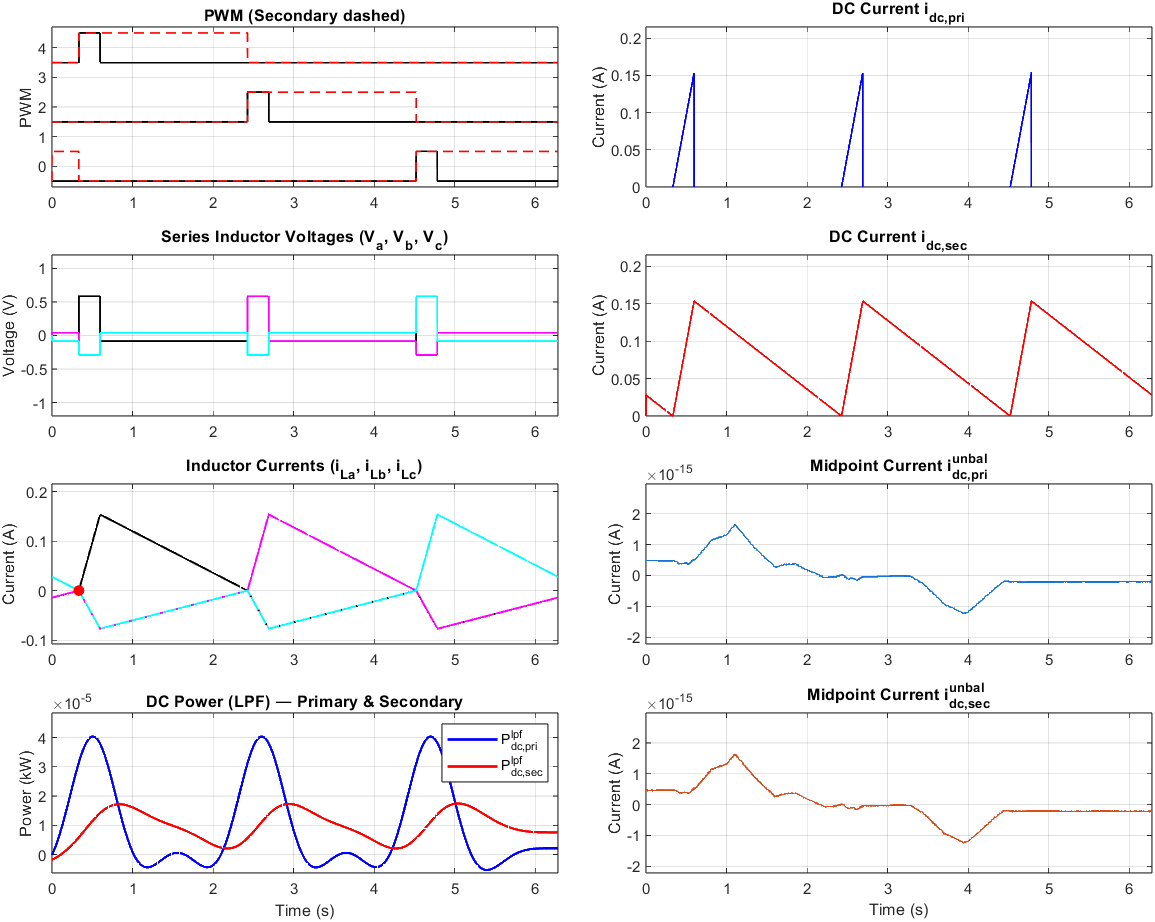 PWM (Secondary dashed)
PWM
4
3
2
1
0
0 1 2 3 4 5 6
DC Current i_dc,pri
Current (A)
0.2
0.15
0.1
0.05
0
0 1 2 3 4 5 6
Series Inductor Voltages (V_a, V_b, V_c)
Voltage (V)
1
0.5
0
-0.5
-1
0 1 2 3 4 5 6
DC Current i_dc,sec
Current (A)
0.2
0.15
0.1
0.05
0
0 1 2 3 4 5 6
Inductor Currents (i_La, i_Lb, i_Lc)
Current (A)
0.2
0.1
0
-0.1
0 1 2 3 4 5 6
Midpoint Current i_dc,pri^unbal
×10^-15
Current (A)
2
1
0
-1
-2
0 1 2 3 4 5 6
DC Power (LPF) — Primary & Secondary
×10^-5
Power (kW)
4
3
2
1
0
P_dc,pri^lpf
P_dc,sec^lpf
0 1 2 3 4 5 6
Time (s)
Midpoint Current i_dc,sec^unbal
×10^-15
Current (A)
2
1
0
-1
-2
0 1 2 3 4 5 6
Time (s)